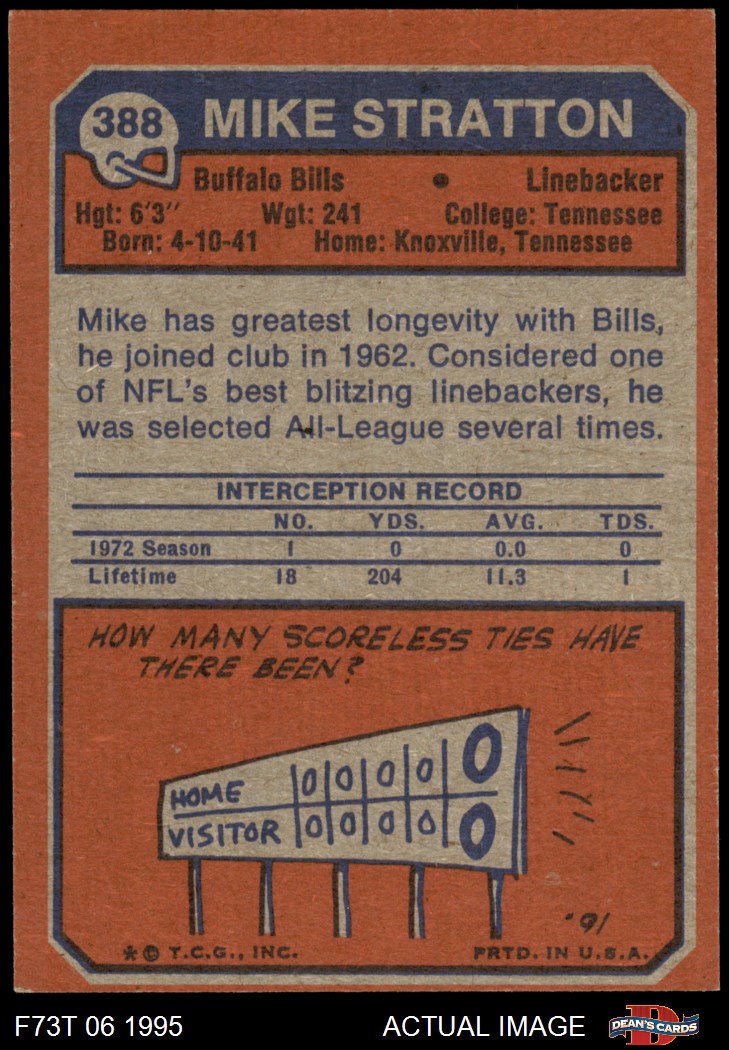 388 MIKE STRATTON
Buffalo Bills • Linebacker
Hgt: 6'3" Wgt: 241 College: Tennessee
Born: 4-10-41 Home: Knoxville, Tennessee
Mike has greatest longevity with Bills,
he joined club in 1962. Considered one
of NFL's best blitzing linebackers, he
was selected All-League several times.
INTERCEPTION RECORD
NO. YDS. AVG. TDS.
1972 Season 1 0 0.0 0
Lifetime 18 204 11.3 1
HOW MANY SCORELESS TIES HAVE
THERE BEEN?
HOME 0 0 0 0 0
VISITOR 0 0 0 0 0
'91
*© T.C.G., INC. PRTD. IN U.S.A.
F73T 06 1995 ACTUAL IMAGE DEAN'S CARDS